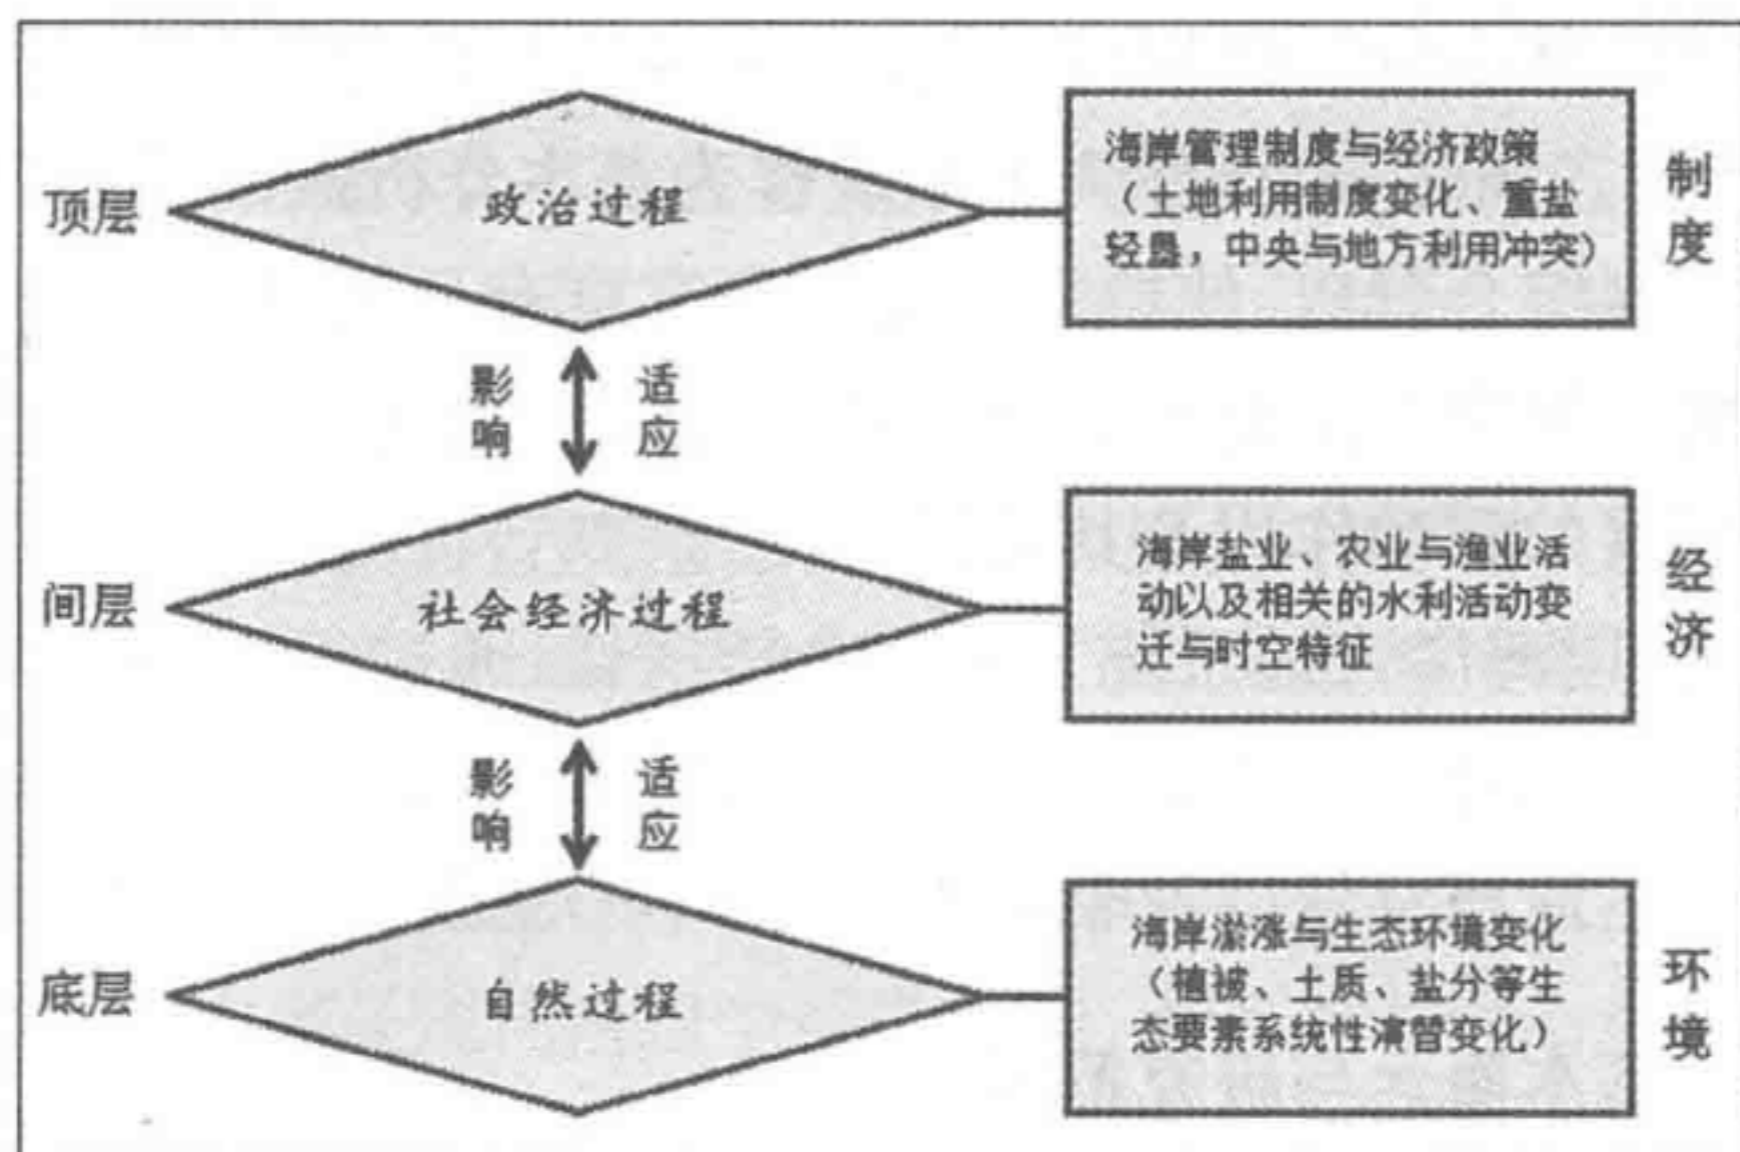 顶层
政治过程
海岸管理制度与经济政策
（土地利用制度变化、重盐
轻垦，中央与地方利用冲突）
制度
影响
适应
间层
社会经济过程
海岸盐业、农业与渔业活
动以及相关的水利活动变
迁与时空特征
经济
影响
适应
底层
自然过程
海岸淤涨与生态环境变化
（植被、土质、盐分等生
态要素系统性演替变化）
环境